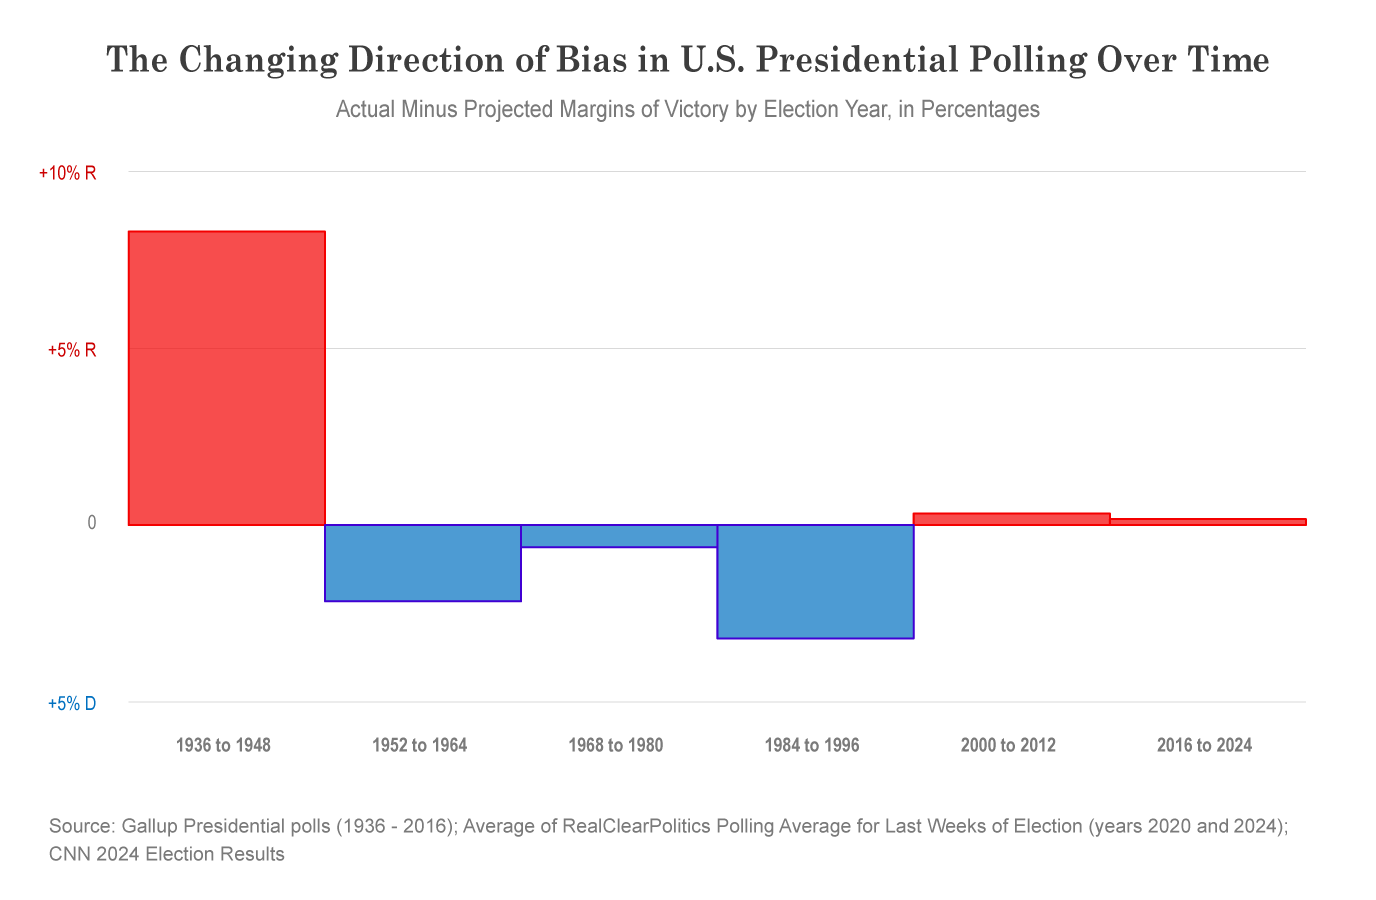 The Changing Direction of Bias in U.S. Presidential Polling Over Time
Actual Minus Projected Margins of Victory by Election Year, in Percentages
+10% R
+5% R
0
+5% D
1936 to 1948
1952 to 1964
1968 to 1980
1984 to 1996
2000 to 2012
2016 to 2024
Source: Gallup Presidential polls (1936 - 2016); Average of RealClearPolitics Polling Average for Last Weeks of Election (years 2020 and 2024);
CNN 2024 Election Results